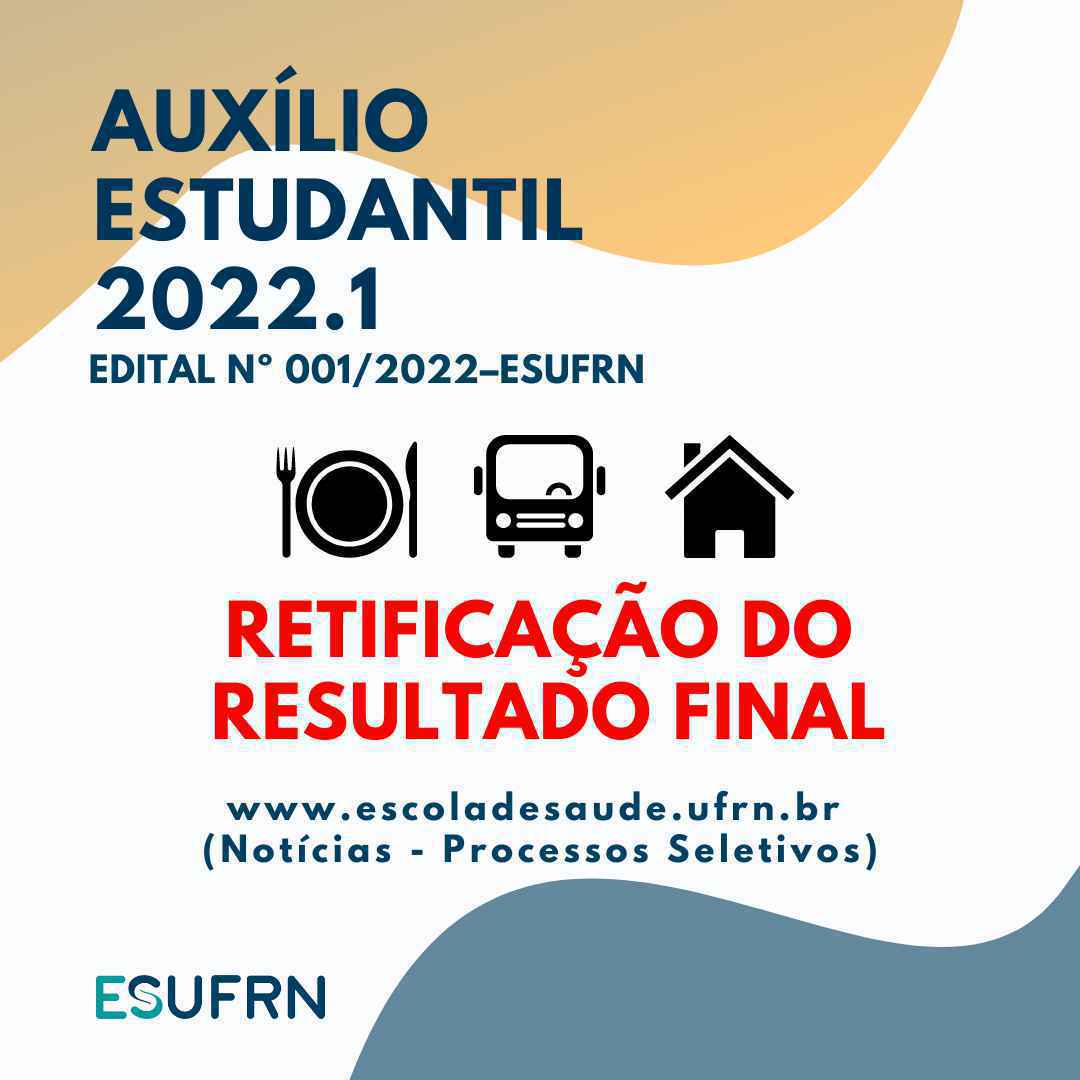 AUXÍLIO
ESTUDANTIL
2022.1
EDITAL Nº 001/2022–ESUFRN
RETIFICAÇÃO DO
RESULTADO FINAL
www.escoladesaude.ufrn.br
(Notícias - Processos Seletivos)
ESUFRN